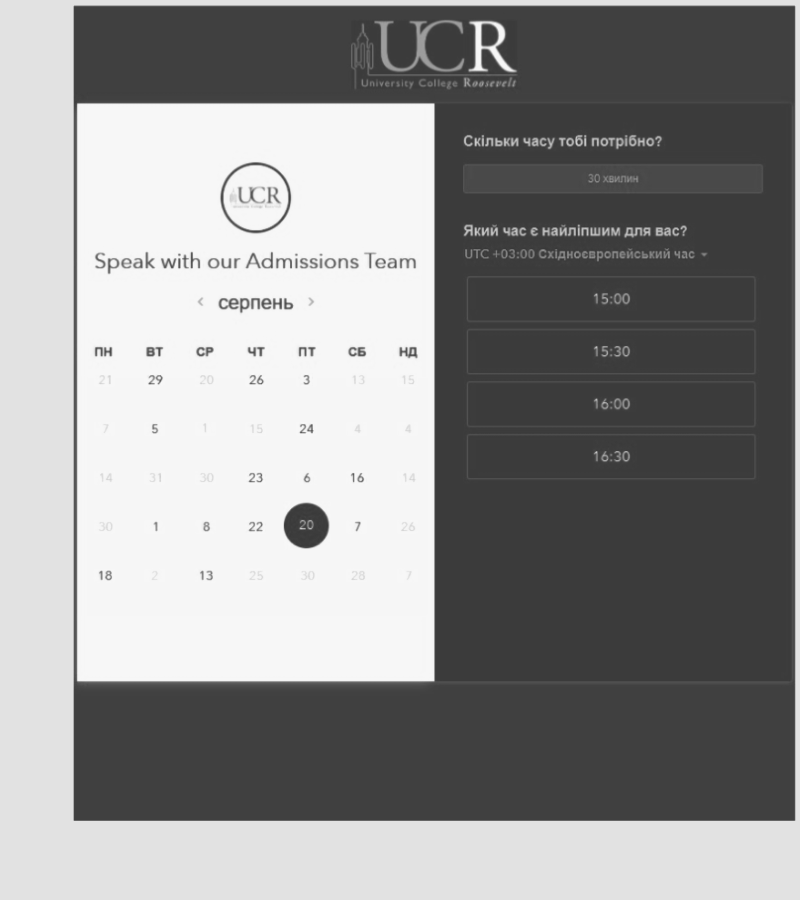 UCR
University College Roosevelt
UCR
Speak with our Admissions Team
серпень
ПН ВТ СР ЧТ ПТ СБ НД
21 29 20 26 3 13 15
7 5 1 15 24 4 4
14 31 30 23 6 16 14
30 1 8 22 20 7 26
18 2 13 25 30 28 7
Скільки часу тобі потрібно?
30 хвилин
Який час є найліпшим для вас?
UTC +03:00 Східноєвропейський час
15:00
15:30
16:00
16:30